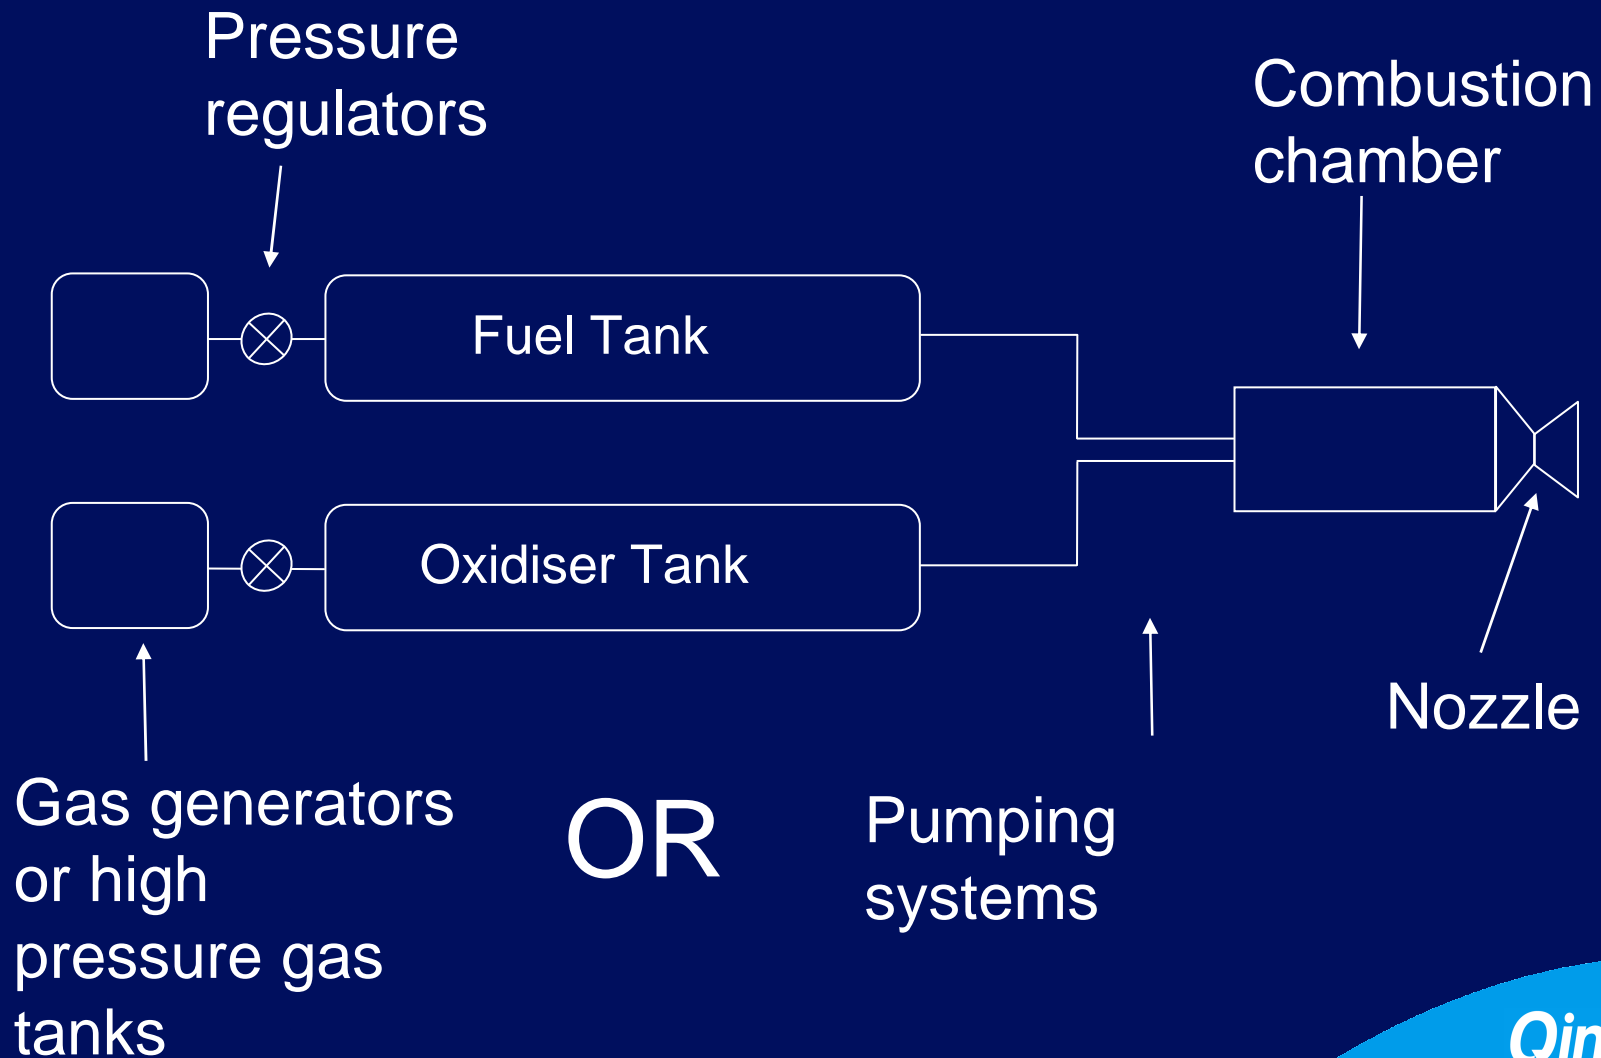 Pressure
regulators
Combustion
chamber
Fuel Tank
Oxidiser Tank
Nozzle
Gas generators
or high
pressure gas
tanks
OR
Pumping
systems
Qin